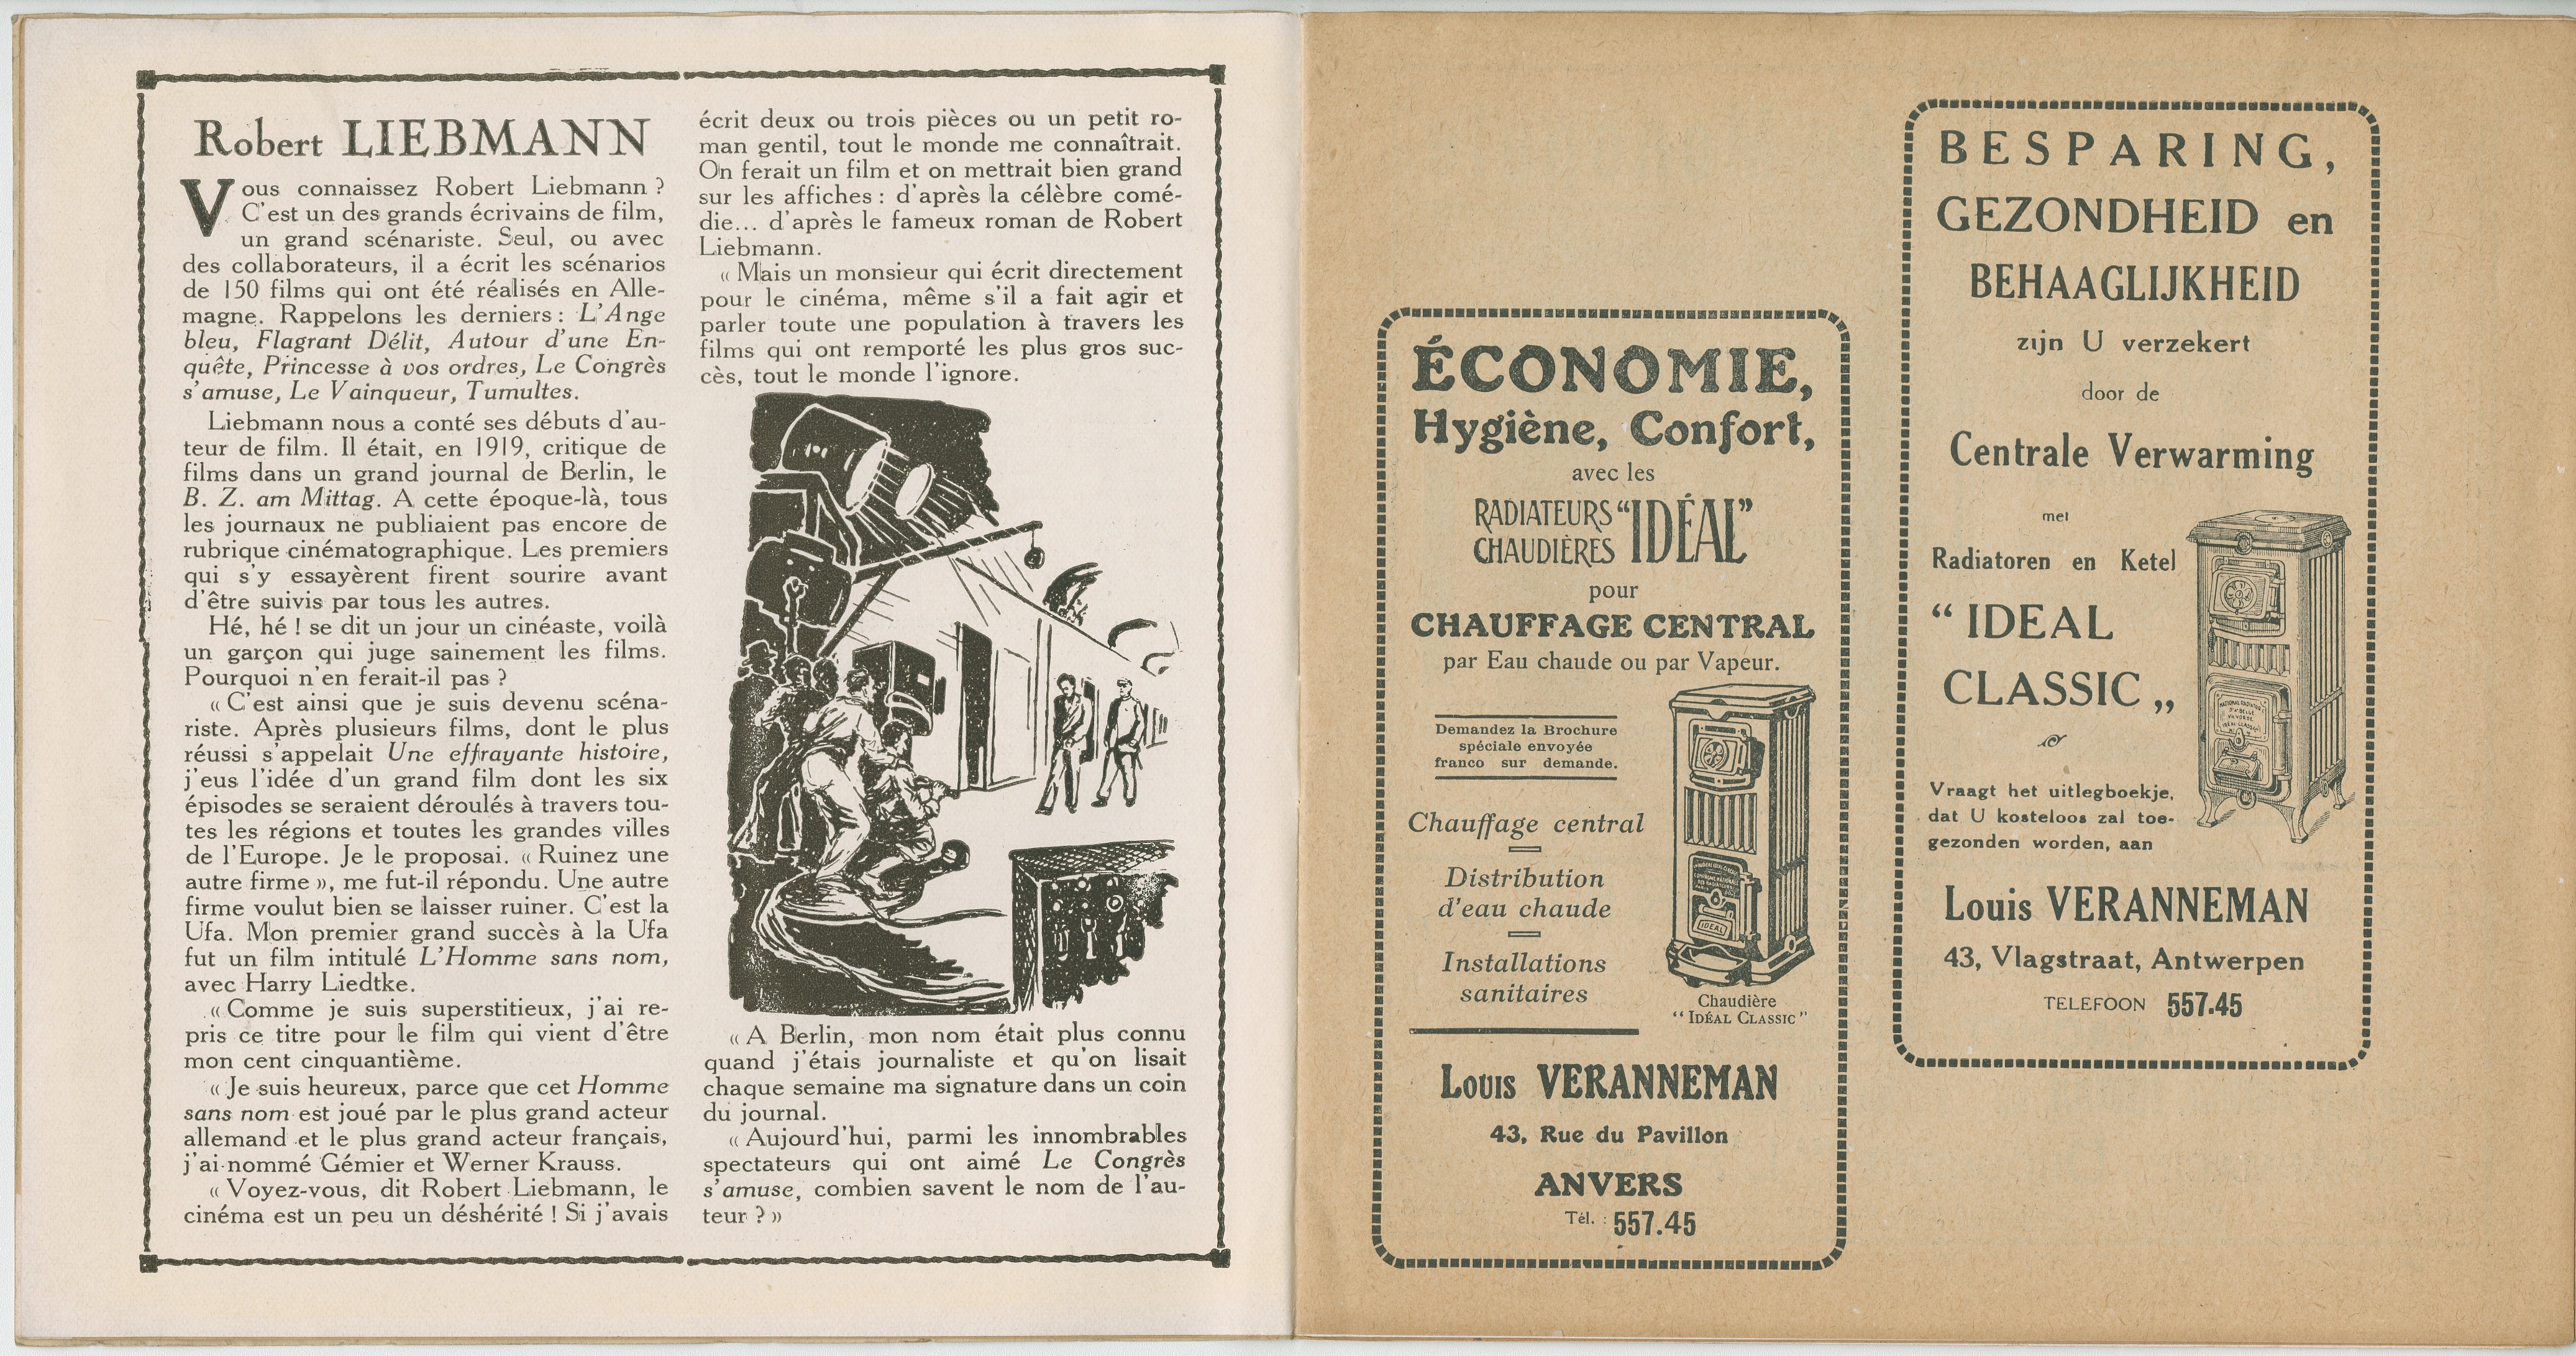 Robert LIEBMANN
Vous connaissez Robert Liebmann ?
C'est un des grands écrivains de film,
un grand scénariste. Seul, ou avec
des collaborateurs, il a écrit les scénarios
de 150 films qui ont été réalisés en Alle-
magne. Rappelons les derniers : L'Ange
bleu, Flagrant Délit, Autour d'une En-
quête, Princesse à vos ordres, Le Congrès
s'amuse, Le Vainqueur, Tumultes.
Liebmann nous a conté ses débuts d'au-
teur de film. Il était, en 1919, critique de
films dans un grand journal de Berlin, le
B. Z. am Mittag. A cette époque-là, tous
les journaux ne publiaient pas encore de
rubrique cinématographique. Les premiers
qui s'y essayèrent firent sourire avant
d'être suivis par tous les autres.
Hé, hé ! se dit un jour un cinéaste, voilà
un garçon qui juge sainement les films.
Pourquoi n'en ferait-il pas ?
« C'est ainsi que je suis devenu scéna-
riste. Après plusieurs films, dont le plus
réussi s'appelait Une effrayante histoire,
j'eus l'idée d'un grand film dont les six
épisodes se seraient déroulés à travers tou-
tes les régions et toutes les grandes villes
de l'Europe. Je le proposai. « Ruinez une
autre firme », me fut-il répondu. Une autre
firme voulut bien se laisser ruiner. C'est la
Ufa. Mon premier grand succès à la Ufa
fut un film intitulé L'Homme sans nom,
avec Harry Liedtke.
« Comme je suis superstitieux, j'ai re-
pris ce titre pour le film qui vient d'être
mon cent cinquantième.
« Je suis heureux, parce que cet Homme
sans nom est joué par le plus grand acteur
allemand et le plus grand acteur français,
j'ai nommé Gémier et Werner Krauss.
« Voyez-vous, dit Robert Liebmann, le
cinéma est un peu un déshérité ! Si j'avais
écrit deux ou trois pièces ou un petit ro-
man gentil, tout le monde me connaîtrait.
On ferait un film et on mettrait bien grand
sur les affiches : d'après la célèbre comé-
die... d'après le fameux roman de Robert
Liebmann.
« Mais un monsieur qui écrit directement
pour le cinéma, même s'il a fait agir et
parler toute une population à travers les
films qui ont remporté les plus gros suc-
cès, tout le monde l'ignore.
« A Berlin, mon nom était plus connu
quand j'étais journaliste et qu'on lisait
chaque semaine ma signature dans un coin
du journal.
« Aujourd'hui, parmi les innombrables
spectateurs qui ont aimé Le Congrès
s'amuse, combien savent le nom de l'au-
teur ? »
ÉCONOMIE,
Hygiène, Confort,
avec les
RADIATEURS
CHAUDIÈRES
“IDÉAL”
pour
CHAUFFAGE CENTRAL
par Eau chaude ou par Vapeur.
Demandez la Brochure
spéciale envoyée
franco sur demande.
Chauffage central
Distribution
d'eau chaude
Installations
sanitaires
IDEAL
Chaudière
“IDÉAL CLASSIC”
Louis VERANNEMAN
43, Rue du Pavillon
ANVERS
Tél. : 557.45
BESPARING,
GEZONDHEID en
BEHAAGLIJKHEID
zijn U verzekert
door de
Centrale Verwarming
met
Radiatoren en Ketel
“ IDEAL
CLASSIC „
Vraagt het uitlegboekje,
dat U kosteloos zal toe-
gezonden worden, aan
Louis VERANNEMAN
43, Vlagstraat, Antwerpen
TELEFOON 557.45